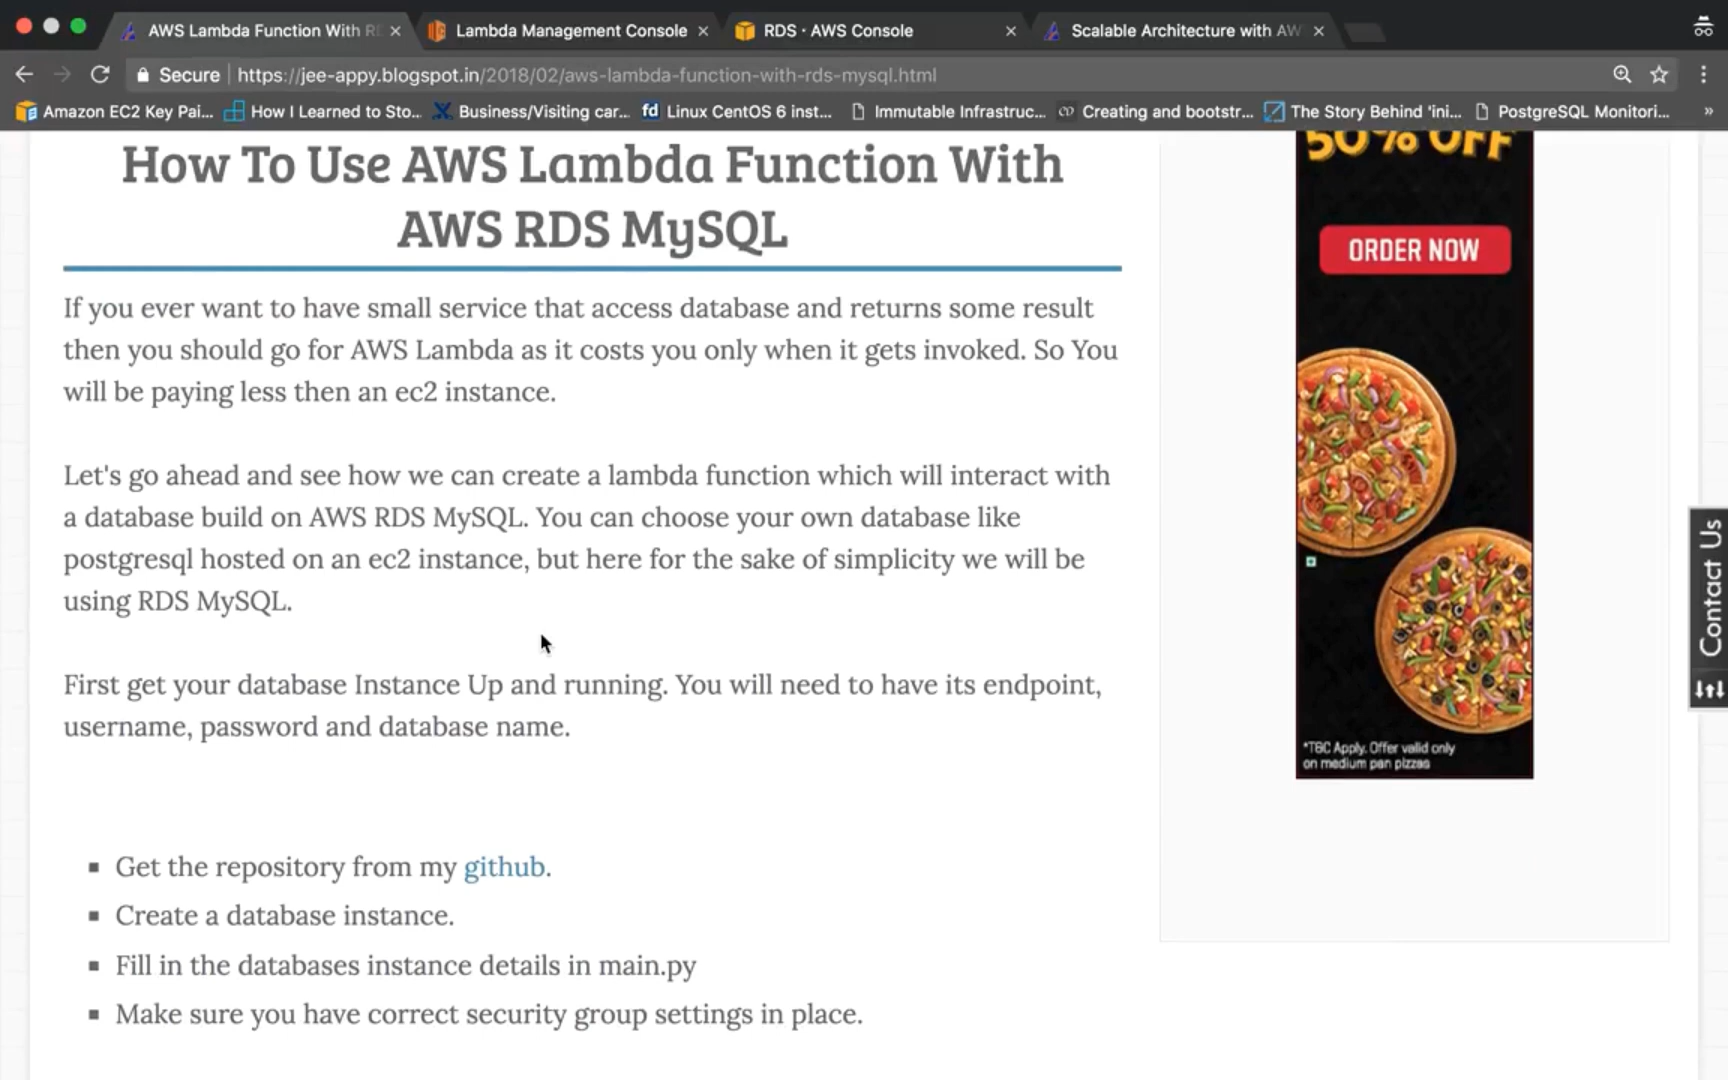 AWS Lambda Function With RD
Lambda Management Console
RDS · AWS Console
Scalable Architecture with AW
Secure
https://jee-appy.blogspot.in/2018/02/aws-lambda-function-with-rds-mysql.html
Amazon EC2 Key Pai...
How I Learned to Sto...
Business/Visiting car...
fd
Linux CentOS 6 inst...
Immutable Infrastruc...
Creating and bootstr...
The Story Behind 'ini...
PostgreSQL Monitori...
»
How To Use AWS Lambda Function With
AWS RDS MySQL
If you ever want to have small service that access database and returns some result
then you should go for AWS Lambda as it costs you only when it gets invoked. So You
will be paying less then an ec2 instance.
Let's go ahead and see how we can create a lambda function which will interact with
a database build on AWS RDS MySQL. You can choose your own database like
postgresql hosted on an ec2 instance, but here for the sake of simplicity we will be
using RDS MySQL.
First get your database Instance Up and running. You will need to have its endpoint,
username, password and database name.
Get the repository from my github.
Create a database instance.
Fill in the databases instance details in main.py
Make sure you have correct security group settings in place.
50% OFF
ORDER NOW
*T&C Apply. Offer valid only
on medium pan pizzas
Contact Us